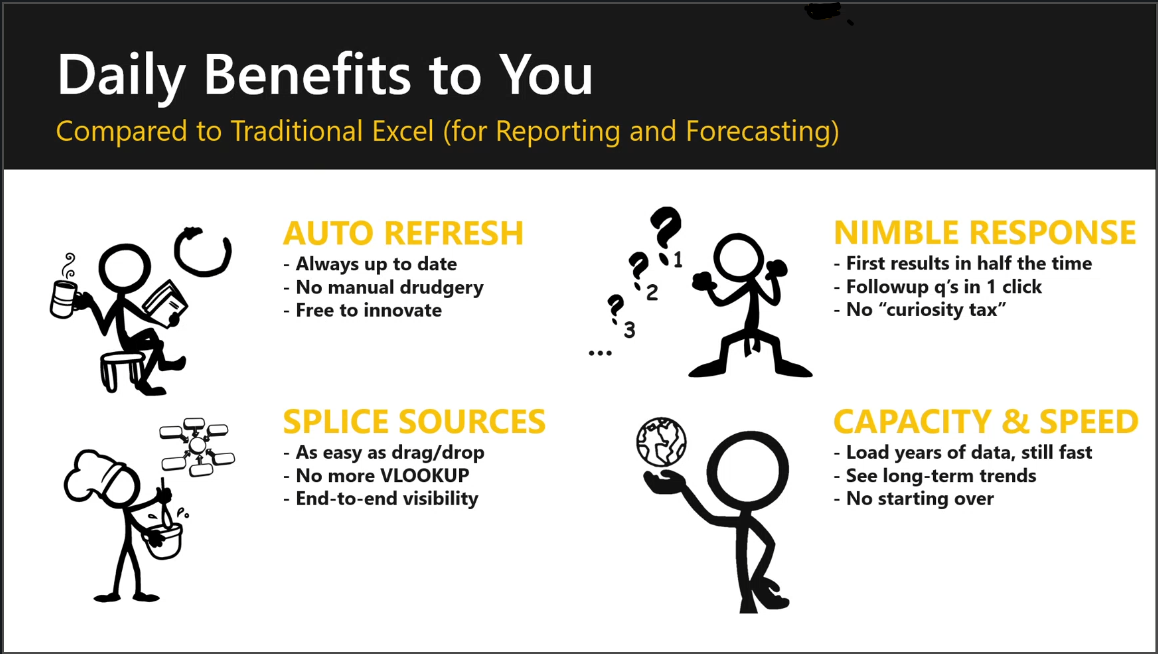 Daily Benefits to You
Compared to Traditional Excel (for Reporting and Forecasting)
AUTO REFRESH
- Always up to date
- No manual drudgery
- Free to innovate
?
1
?
2
?
3
...
NIMBLE RESPONSE
- First results in half the time
- Followup q’s in 1 click
- No “curiosity tax”
SPLICE SOURCES
- As easy as drag/drop
- No more VLOOKUP
- End-to-end visibility
CAPACITY & SPEED
- Load years of data, still fast
- See long-term trends
- No starting over